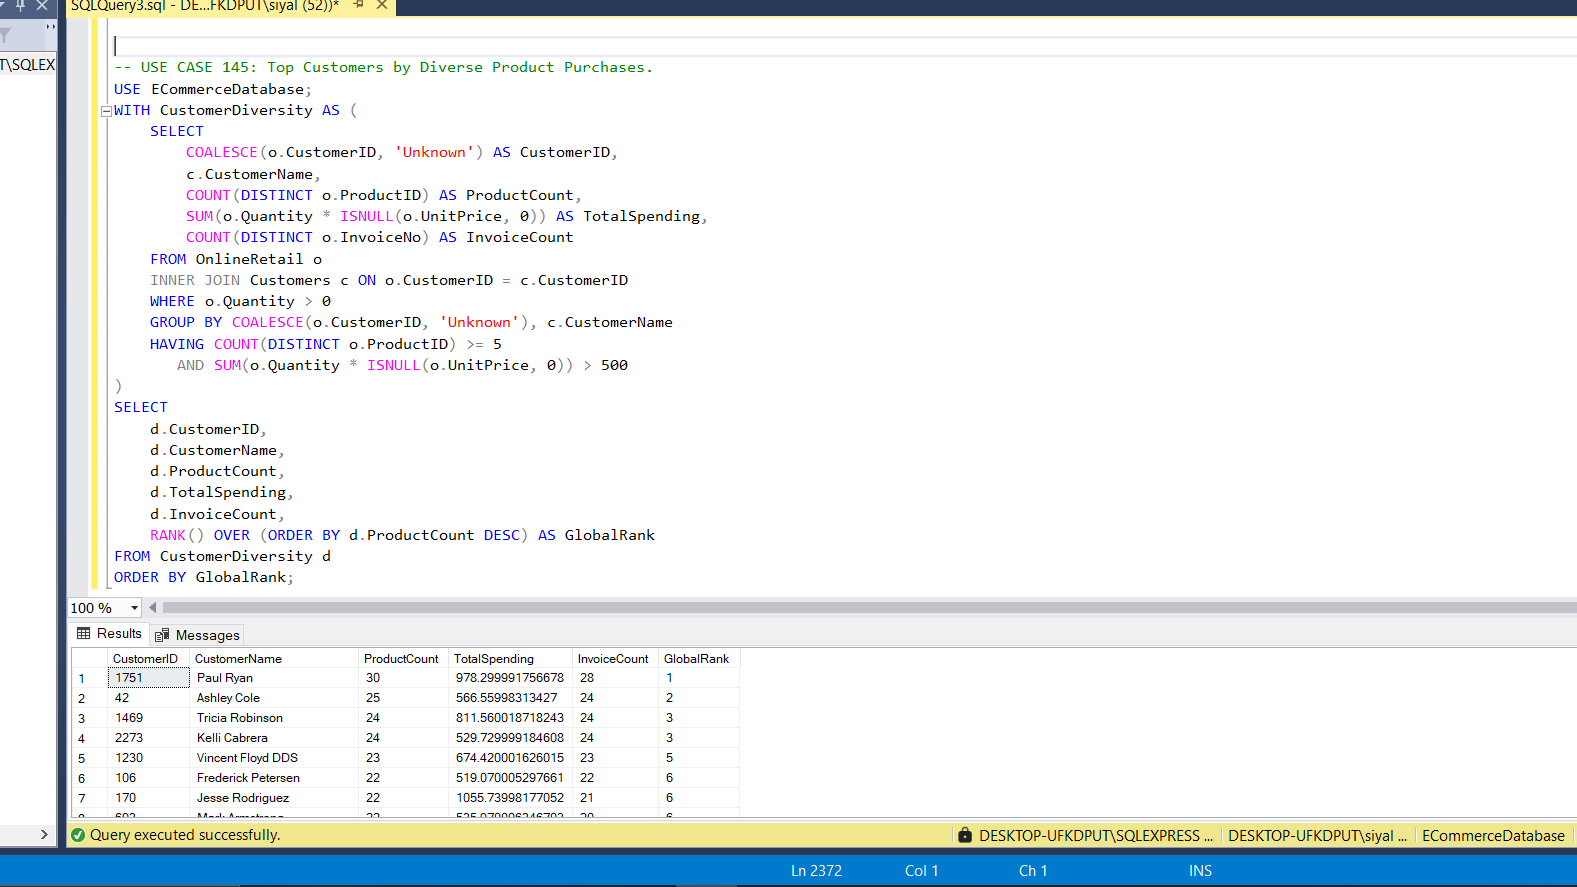 SQLQuery3.sql - DE...FKDPUT\siyal (52))*
T\SQLEX
-- USE CASE 145: Top Customers by Diverse Product Purchases.
USE ECommerceDatabase;
WITH CustomerDiversity AS (
SELECT
COALESCE(o.CustomerID, 'Unknown') AS CustomerID,
c.CustomerName,
COUNT(DISTINCT o.ProductID) AS ProductCount,
SUM(o.Quantity * ISNULL(o.UnitPrice, 0)) AS TotalSpending,
COUNT(DISTINCT o.InvoiceNo) AS InvoiceCount
FROM OnlineRetail o
INNER JOIN Customers c ON o.CustomerID = c.CustomerID
WHERE o.Quantity > 0
GROUP BY COALESCE(o.CustomerID, 'Unknown'), c.CustomerName
HAVING COUNT(DISTINCT o.ProductID) >= 5
AND SUM(o.Quantity * ISNULL(o.UnitPrice, 0)) > 500
)
SELECT
d.CustomerID,
d.CustomerName,
d.ProductCount,
d.TotalSpending,
d.InvoiceCount,
RANK() OVER (ORDER BY d.ProductCount DESC) AS GlobalRank
FROM CustomerDiversity d
ORDER BY GlobalRank;
100 %
Results Messages
CustomerID CustomerName ProductCount TotalSpending InvoiceCount GlobalRank
1 1751 Paul Ryan 30 978.299991756678 28 1
2 42 Ashley Cole 25 566.55998313427 24 2
3 1469 Tricia Robinson 24 811.560018718243 24 3
4 2273 Kelli Cabrera 24 529.729999184608 24 3
5 1230 Vincent Floyd DDS 23 674.420001626015 23 5
6 106 Frederick Petersen 22 519.070005297661 22 6
7 170 Jesse Rodriguez 22 1055.73998177052 21 6
Query executed successfully. DESKTOP-UFKDPUT\SQLEXPRESS ... DESKTOP-UFKDPUT\siyal ... ECommerceDatabase
Ln 2372 Col 1 Ch 1 INS